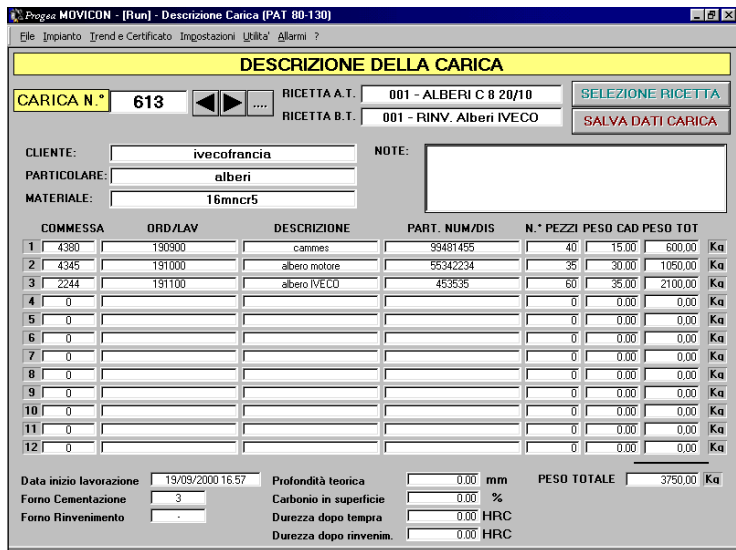 Progea MOVICON - [Run] - Descrizione Carica (PAT 80-130)
File Impianto Trend e Certificato Impostazioni Utilita' Allarmi ?
DESCRIZIONE DELLA CARICA
CARICA N.° 613 .... RICETTA A.T. 001 - ALBERI C 8 20/10 SELEZIONE RICETTA
RICETTA B.T. 001 - RINV. Alberi IVECO SALVA DATI CARICA
CLIENTE: ivecofrancia NOTE:
PARTICOLARE: alberi
MATERIALE: 16mncr5
COMMESSA ORD/LAV DESCRIZIONE PART. NUM/DIS N.° PEZZI PESO CAD PESO TOT
1 4380 190900 cammes 99481455 40 15.00 600,00 Kg
2 4345 191000 albero motore 55342234 35 30.00 1050,00 Kg
3 2244 191100 albero IVECO 453535 60 35.00 2100,00 Kg
4 0 0 0.00 0,00 Kg
5 0 0 0.00 0,00 Kg
6 0 0 0.00 0,00 Kg
7 0 0 0.00 0,00 Kg
8 0 0 0.00 0,00 Kg
9 0 0 0.00 0,00 Kg
10 0 0 0.00 0,00 Kg
11 0 0 0.00 0,00 Kg
12 0 0 0.00 0,00 Kg
Data inizio lavorazione 19/09/2000 16.57 Profondità teorica 0.00 mm PESO TOTALE 3750,00 Kg
Forno Cementazione 3 Carbonio in superficie 0.00 %
Forno Rinvenimento - Durezza dopo tempra 0.00 HRC
Durezza dopo rinvenim. 0.00 HRC